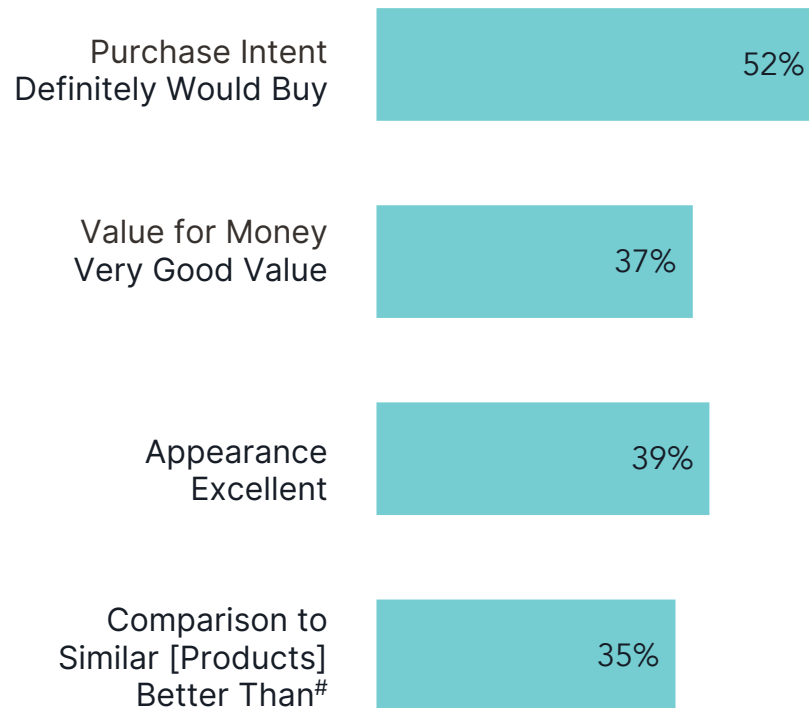 Purchase Intent
Definitely Would Buy
52%
Value for Money
Very Good Value
37%
Appearance
Excellent
39%
Comparison to
Similar [Products]
Better Than#
35%